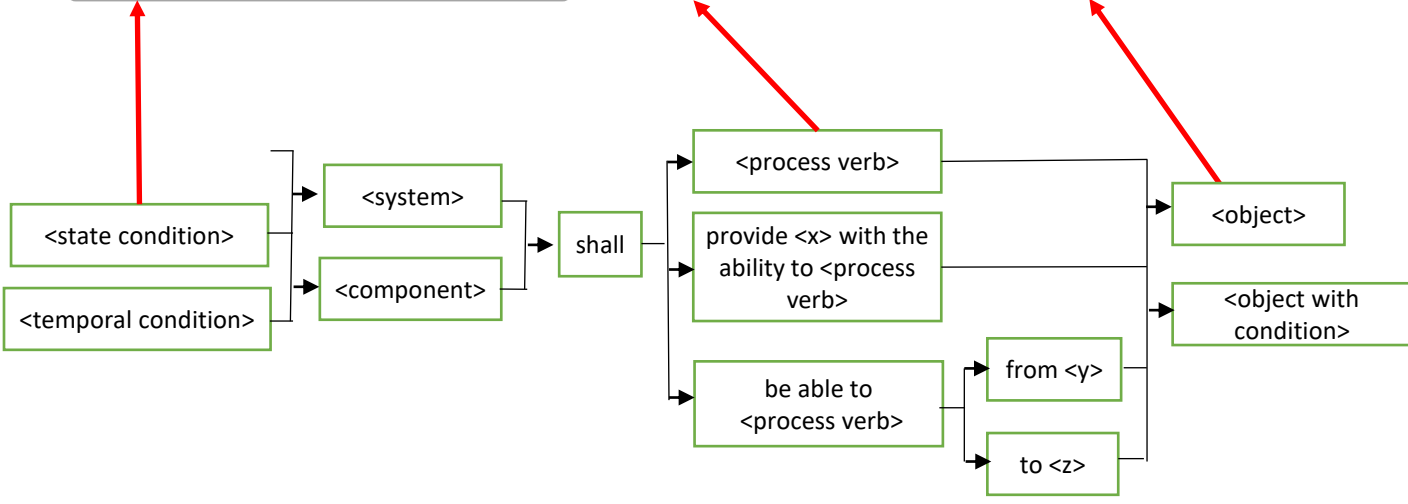 <state condition>
<temporal condition>
<system>
<component>
shall
<process verb>
provide <x> with the
ability to <process
verb>
be able to
<process verb>
from <y>
to <z>
<object>
<object with
condition>